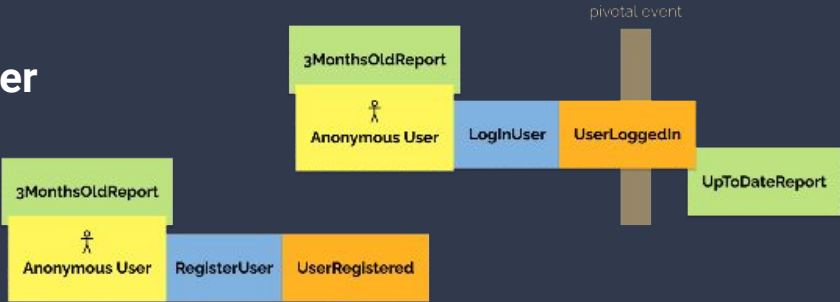 pivotal event
3MonthsOldReport
er
Anonymous User
LogInUser
UserLoggedIn
UpToDateReport
3MonthsOldReport
Anonymous User
RegisterUser
UserRegistered